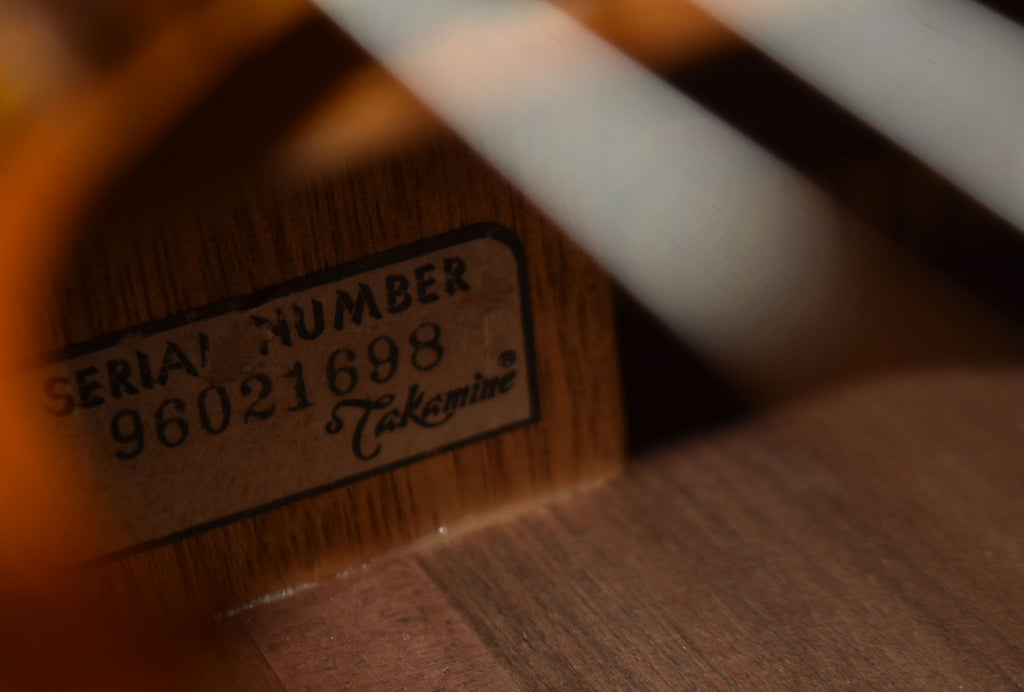 SERIAL NUMBER
96021698
Takamine®